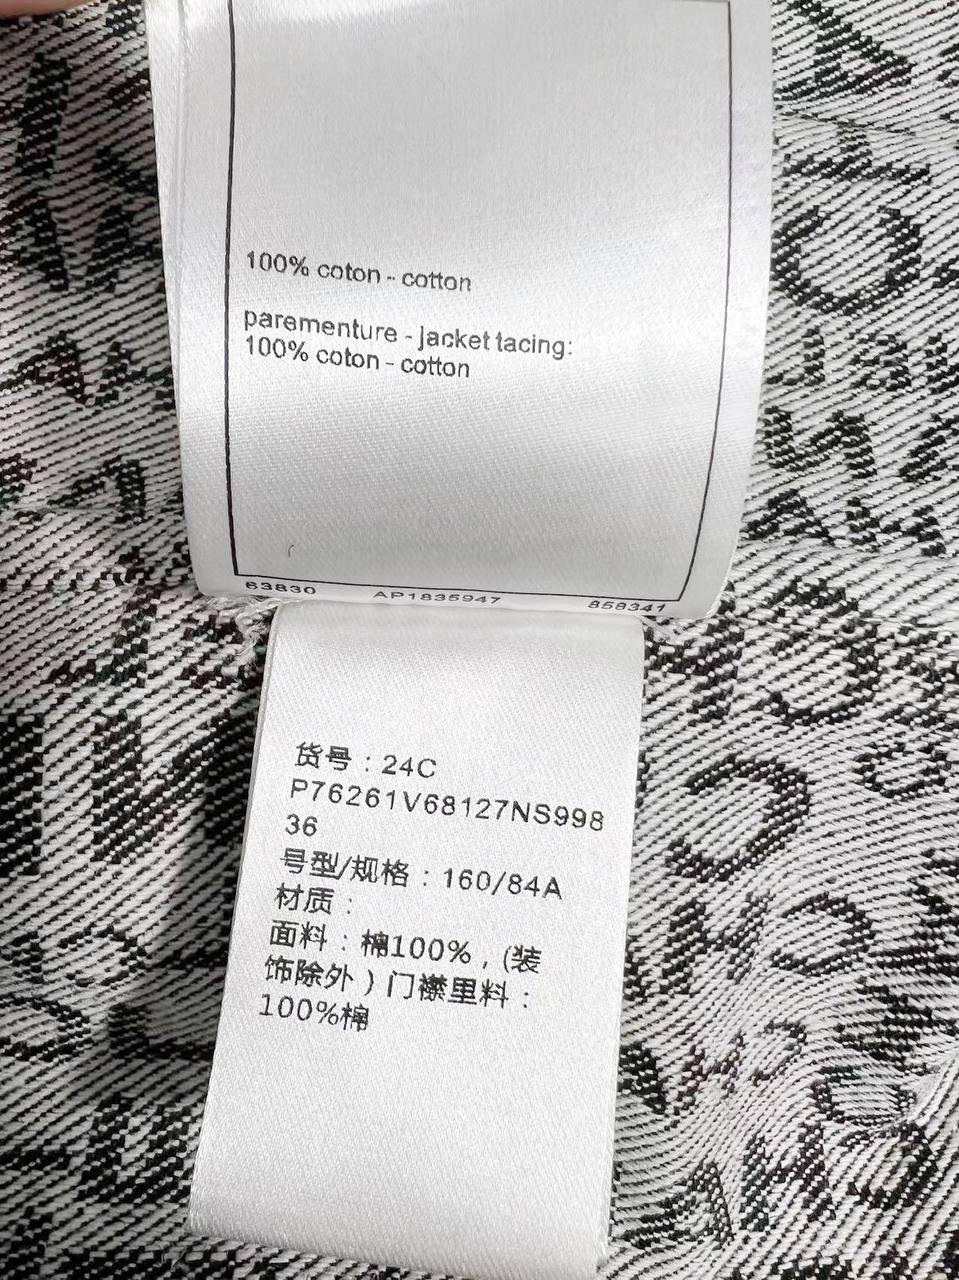 100% coton - cotton
parementure - jacket tacing:
100% coton - cotton
63830 AP1835947 859341
货号：24C
P76261V68127NS998
36
号型/规格：160/84A
材质：
面料：棉100%，(装
饰除外）门襟里料：
100%棉